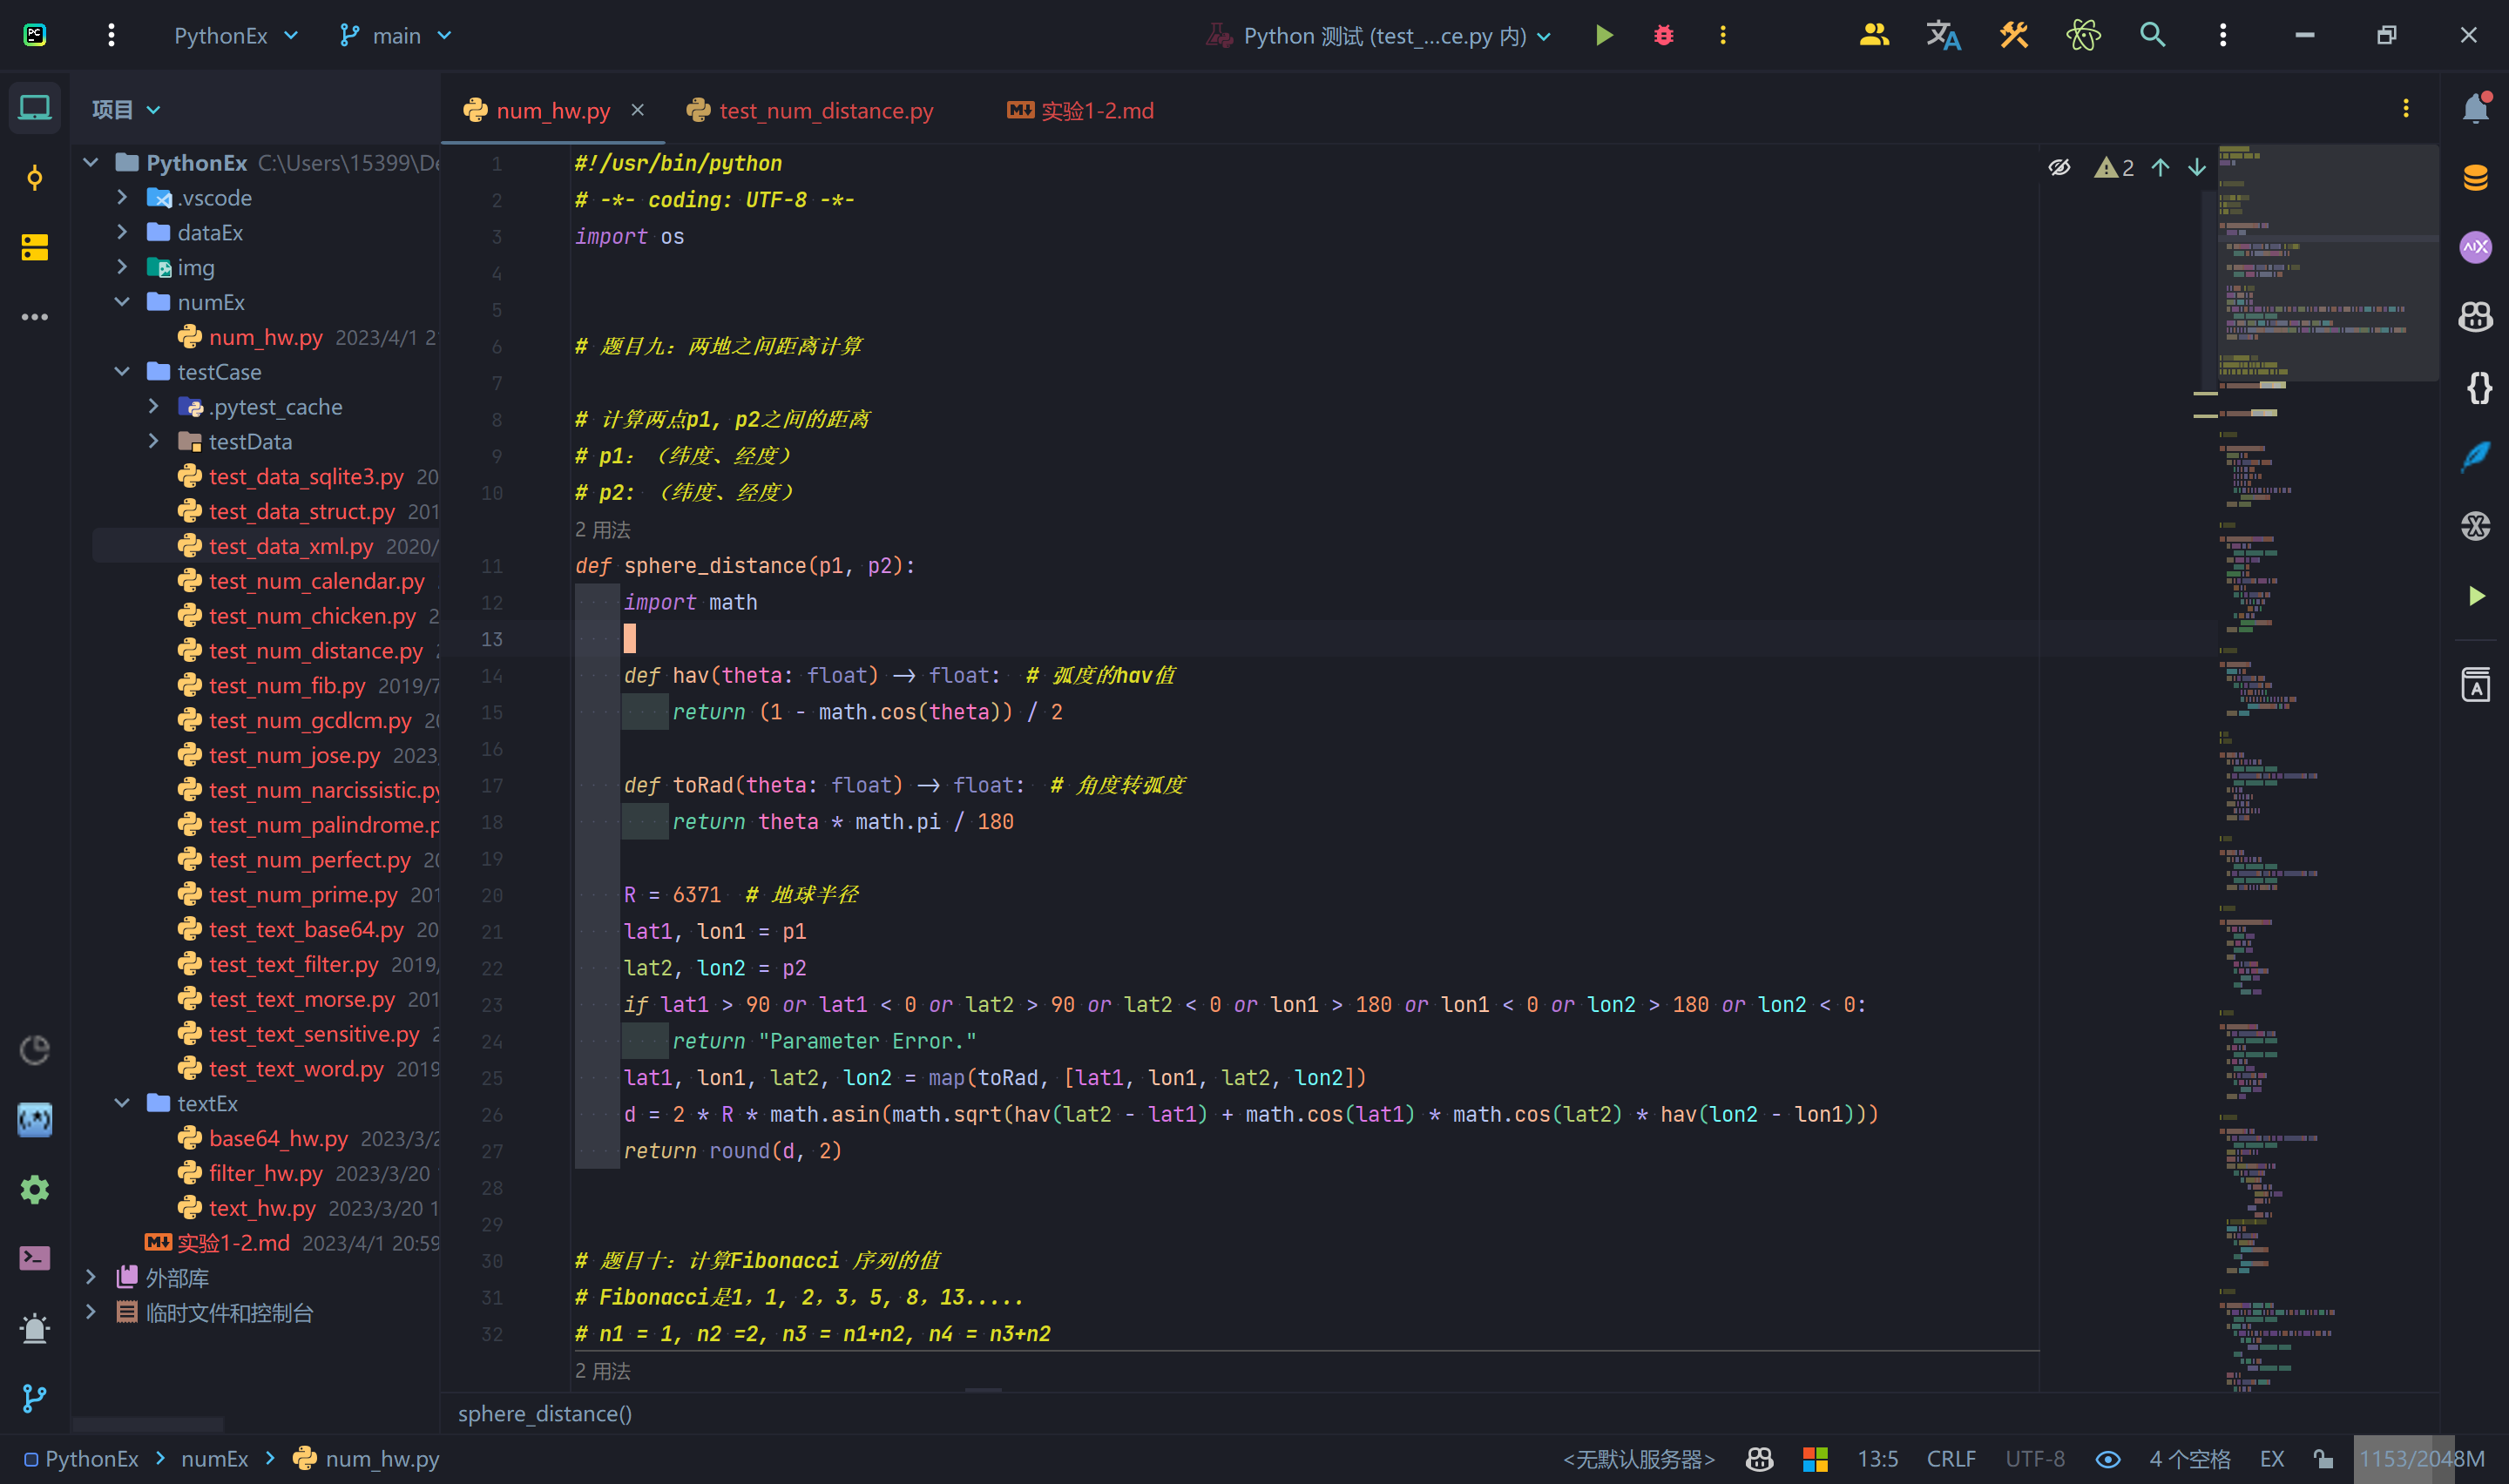 PythonEx main Python 测试 (test_...ce.py 内)
项目
PythonEx C:\Users\15399\De
.vscode
dataEx
img
numEx
num_hw.py 2023/4/1 2
testCase
.pytest_cache
testData
test_data_sqlite3.py 20
test_data_struct.py 201
test_data_xml.py 2020/
test_num_calendar.py
test_num_chicken.py 2
test_num_distance.py
test_num_fib.py 2019/7
test_num_gcdlcm.py 20
test_num_jose.py 2023
test_num_narcissistic.py
test_num_palindrome.p
test_num_perfect.py 20
test_num_prime.py 201
test_text_base64.py 20
test_text_filter.py 2019/
test_text_morse.py 201
test_text_sensitive.py 2
test_text_word.py 2019
textEx
base64_hw.py 2023/3/2
filter_hw.py 2023/3/20
text_hw.py 2023/3/20 1
实验1-2.md 2023/4/1 20:59
外部库
临时文件和控制台
num_hw.py test_num_distance.py 实验1-2.md
2
1 #!/usr/bin/python
2 # -*- coding: UTF-8 -*-
3 import os
4
5
6 # 题目九: 两地之间距离计算
7
8 # 计算两点p1, p2之间的距离
9 # p1: （纬度、经度）
10 # p2: （纬度、经度）
2 用法
11 def sphere_distance(p1, p2):
12 import math
13
14 def hav(theta: float) -> float: # 弧度的hav值
15 return (1 - math.cos(theta)) / 2
16
17 def toRad(theta: float) -> float: # 角度转弧度
18 return theta * math.pi / 180
19
20 R = 6371 # 地球半径
21 lat1, lon1 = p1
22 lat2, lon2 = p2
23 if lat1 > 90 or lat1 < 0 or lat2 > 90 or lat2 < 0 or lon1 > 180 or lon1 < 0 or lon2 > 180 or lon2 < 0:
24 return "Parameter Error."
25 lat1, lon1, lat2, lon2 = map(toRad, [lat1, lon1, lat2, lon2])
26 d = 2 * R * math.asin(math.sqrt(hav(lat2 - lat1) + math.cos(lat1) * math.cos(lat2) * hav(lon2 - lon1)))
27 return round(d, 2)
28
29
30 # 题目十: 计算Fibonacci 序列的值
31 # Fibonacci是1, 1, 2, 3, 5, 8, 13.....
32 # n1 = 1, n2 =2, n3 = n1+n2, n4 = n3+n2
2 用法
sphere_distance()
PythonEx numEx num_hw.py <无默认服务器> 13:5 CRLF UTF-8 4 个空格 EX 1153/2048M